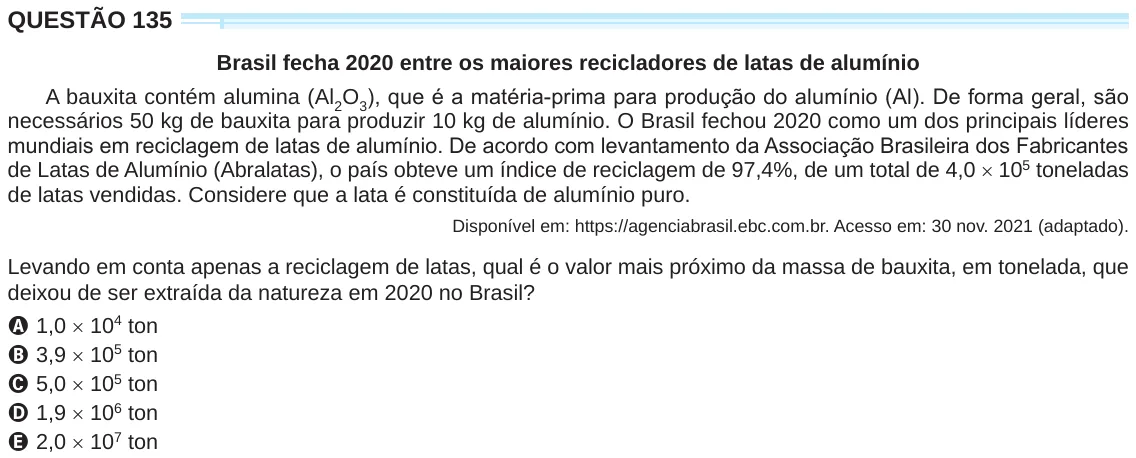 QUESTÃO 135
Brasil fecha 2020 entre os maiores recicladores de latas de alumínio
A bauxita contém alumina (Al₂O₃), que é a matéria-prima para produção do alumínio (Al). De forma geral, são
necessários 50 kg de bauxita para produzir 10 kg de alumínio. O Brasil fechou 2020 como um dos principais líderes
mundiais em reciclagem de latas de alumínio. De acordo com levantamento da Associação Brasileira dos Fabricantes
de Latas de Alumínio (Abralatas), o país obteve um índice de reciclagem de 97,4%, de um total de 4,0 × 10⁵ toneladas
de latas vendidas. Considere que a lata é constituída de alumínio puro.
Disponível em: https://agenciabrasil.ebc.com.br. Acesso em: 30 nov. 2021 (adaptado).
Levando em conta apenas a reciclagem de latas, qual é o valor mais próximo da massa de bauxita, em tonelada, que
deixou de ser extraída da natureza em 2020 no Brasil?
A 1,0 × 10⁴ ton
B 3,9 × 10⁵ ton
C 5,0 × 10⁵ ton
D 1,9 × 10⁶ ton
E 2,0 × 10⁷ ton